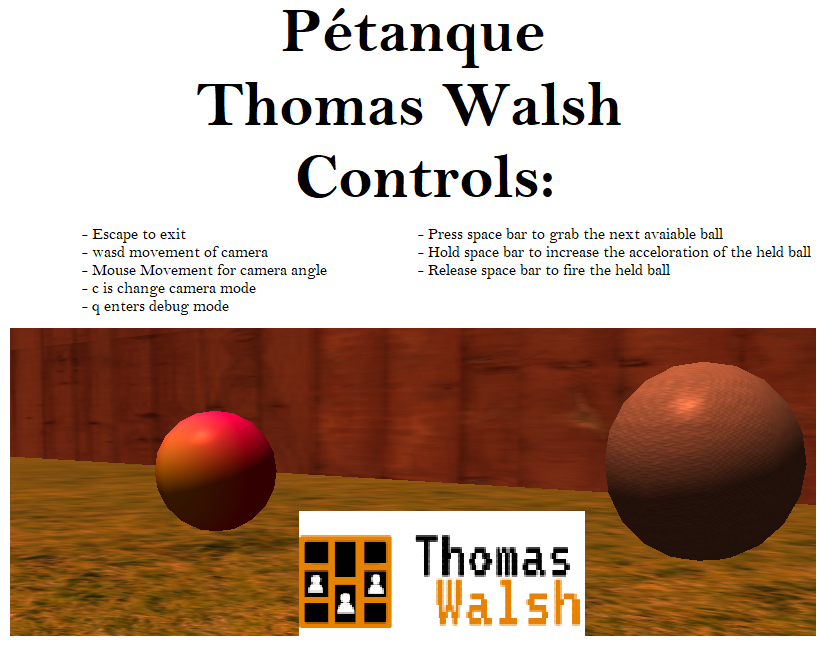 Pétanque
Thomas Walsh
Controls:
- Escape to exit
- wasd movement of camera
- Mouse Movement for camera angle
- c is change camera mode
- q enters debug mode
- Press space bar to grab the next avaiable ball
- Hold space bar to increase the acceloration of the held ball
- Release space bar to fire the held ball
Thomas
Walsh